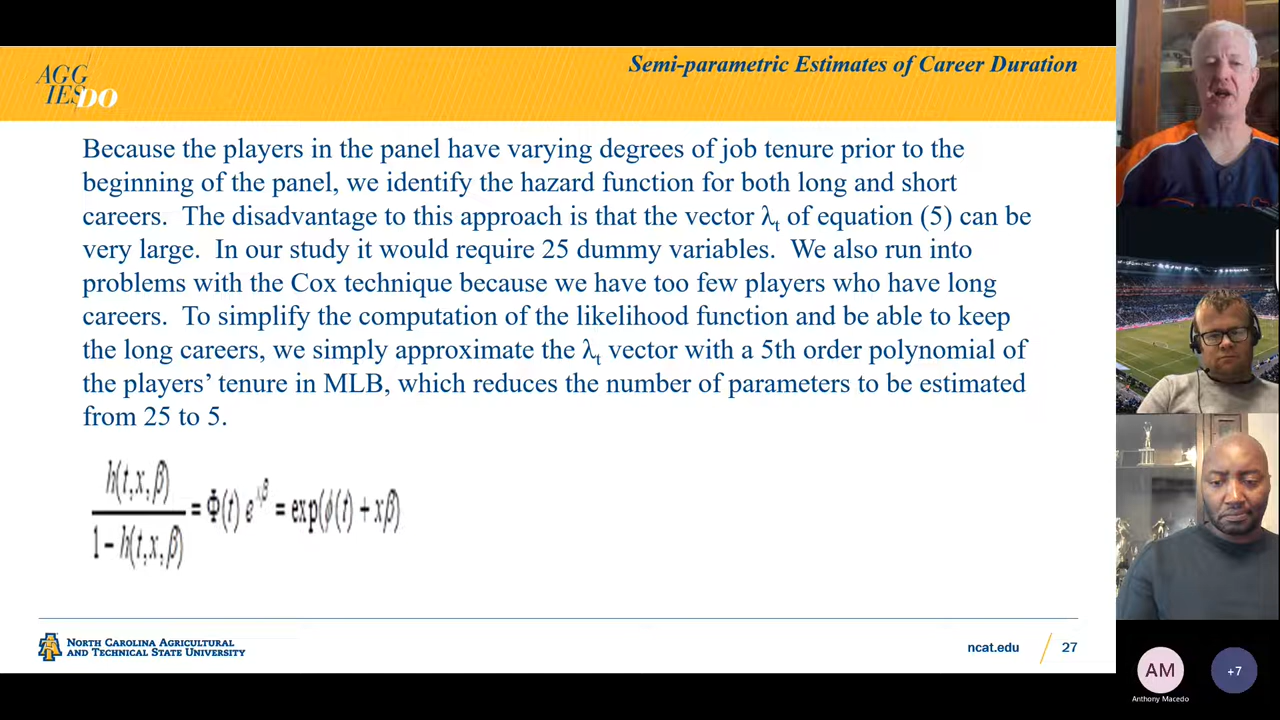 AGG
IES DO
Semi-parametric Estimates of Career Duration
Because the players in the panel have varying degrees of job tenure prior to the
beginning of the panel, we identify the hazard function for both long and short
careers. The disadvantage to this approach is that the vector λt of equation (5) can be
very large. In our study it would require 25 dummy variables. We also run into
problems with the Cox technique because we have too few players who have long
careers. To simplify the computation of the likelihood function and be able to keep
the long careers, we simply approximate the λt vector with a 5th order polynomial of
the players’ tenure in MLB, which reduces the number of parameters to be estimated
from 25 to 5.
h(t,x,β)
1 – h(t,x,β)
= Φ(t) e^xβ = exp(ϕ(t) + xβ)
NORTH CAROLINA AGRICULTURAL
AND TECHNICAL STATE UNIVERSITY
ncat.edu
27
AM
Anthony Macedo
+7